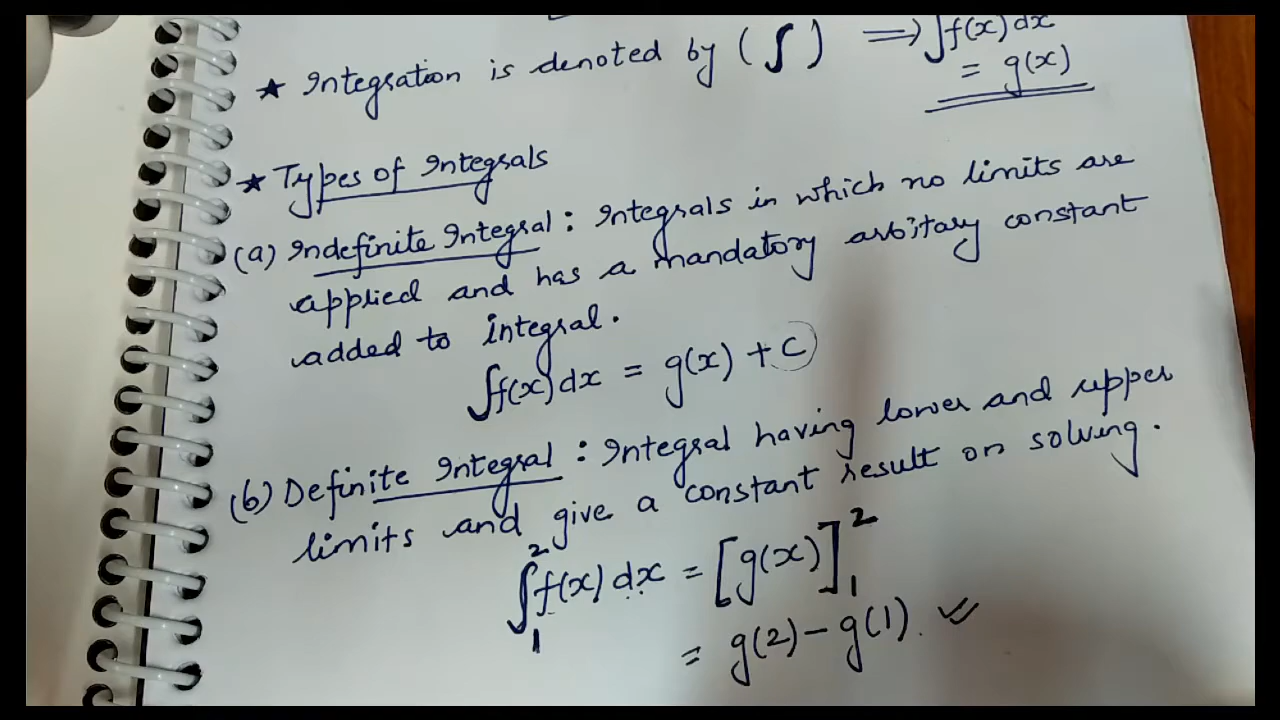 ★ Integration is denoted by (∫) ⟹ ∫f(x)dx
= g(x)
★ Types of Integrals
(a) Indefinite Integral : Integrals in which no limits are
applied and has a mandatory arbitary constant
added to integral.
∫f(x)dx = g(x) + C
(b) Definite Integral : Integral having lower and upper
limits and give a constant result on solving.
∫₁² f(x) dx = [g(x)]₁²
= g(2) - g(1).